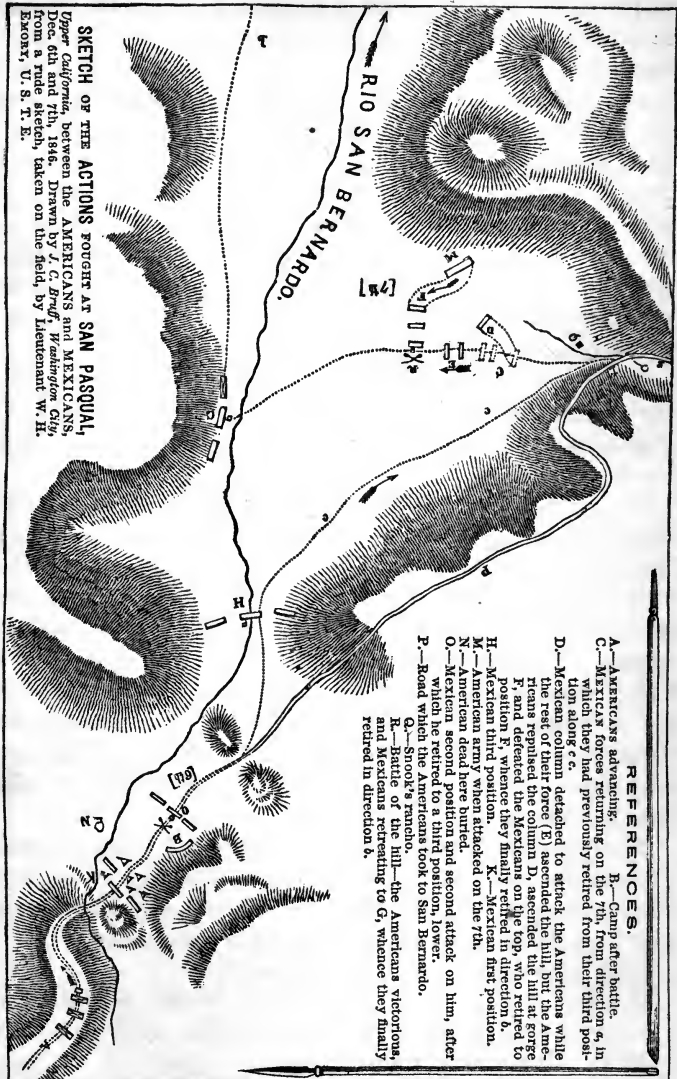 RIO SAN BERNARDO.
[7th]
[6th]
M
F
R
E
C
D
Q
a
c
c
P
b
G
H
K
B
A
A
A
N
REFERENCES.
A.—AMERICANS advancing. B.—Camp after battle.
C.—MEXICAN forces returning on the 7th, from direction a, in
which they had previously retired from their third posi-
tion along c c.
D.—Mexican column detached to attack the Americans while
the rest of their force (E) ascended the hill, but the Ame-
ricans repulsed the column D, ascended the hill at gorge
F, and defeated the Mexicans on the top, who retired to
position F, whence they finally retired in direction b.
H.—Mexican third position. K.—Mexican first position.
M.—American army when attacked on the 7th.
N.—American dead here buried.
O.—Mexican second position and second attack on him, after
which he retired to a third position, lower.
P.—Road which the Americans took to San Bernardo.
Q.—Snook's rancho.
R.—Battle of the hill—the Americans victorious,
and Mexicans retreating to G, whence they finally
retired in direction b.
SKETCH OF THE ACTIONS FOUGHT AT SAN PASQUAL,
Upper California, between the AMERICANS and MEXICANS,
Dec. 6th and 7th, 1846. Drawn by J. C. Bruff, Washington City,
from a rude sketch, taken on the field, by Lieutenant W. H.
EMORY, U. S. T. E.